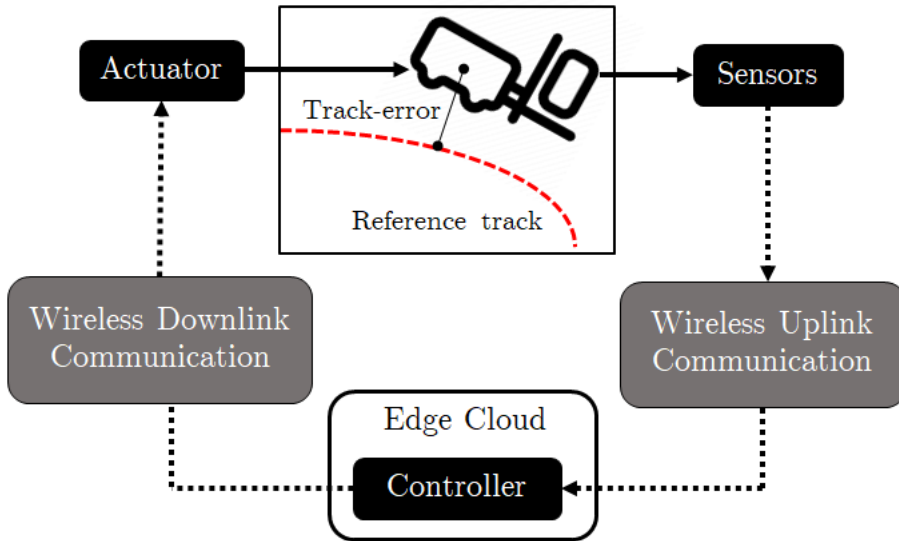 Actuator
Sensors
Track-error
Reference track
Wireless Downlink
Communication
Wireless Uplink
Communication
Edge Cloud
Controller